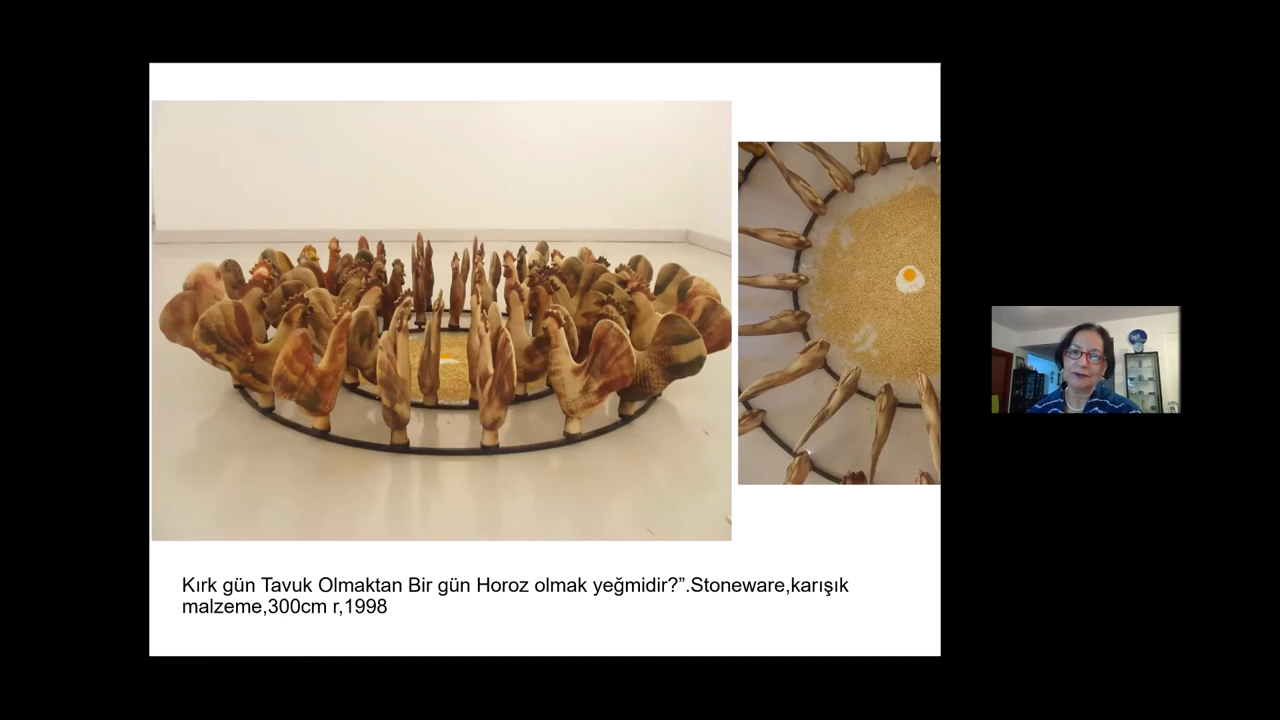 Kırk gün Tavuk Olmaktan Bir gün Horoz olmak yeğmidir?”.Stoneware,karışık
malzeme,300cm r,1998